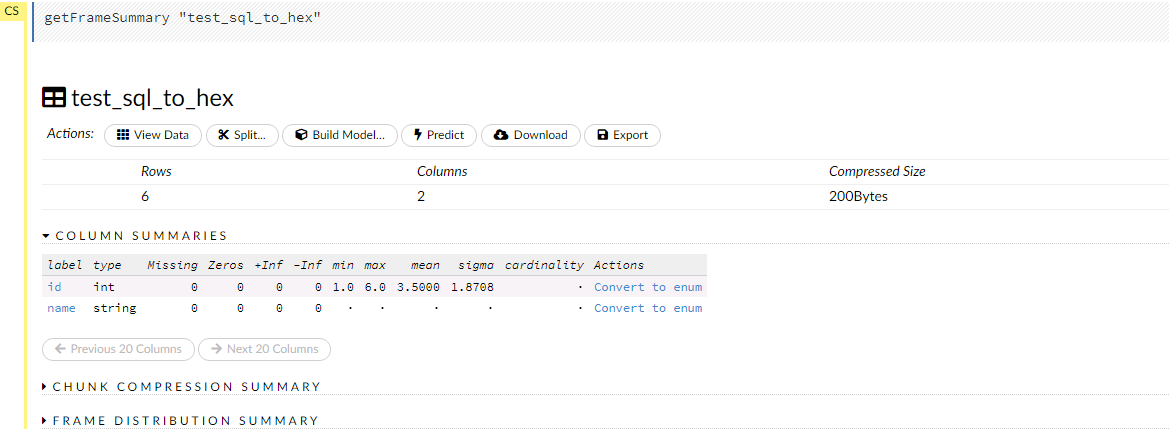 CS
getFrameSummary "test_sql_to_hex"
test_sql_to_hex
Actions: View Data Split... Build Model... Predict Download Export
Rows Columns Compressed Size
6 2 200Bytes
COLUMN SUMMARIES
label type Missing Zeros +Inf -Inf min max mean sigma cardinality Actions
id int 0 0 0 0 1.0 6.0 3.5000 1.8708 · Convert to enum
name string 0 0 0 0 · · · · · Convert to enum
Previous 20 Columns Next 20 Columns
CHUNK COMPRESSION SUMMARY
FRAME DISTRIBUTION SUMMARY